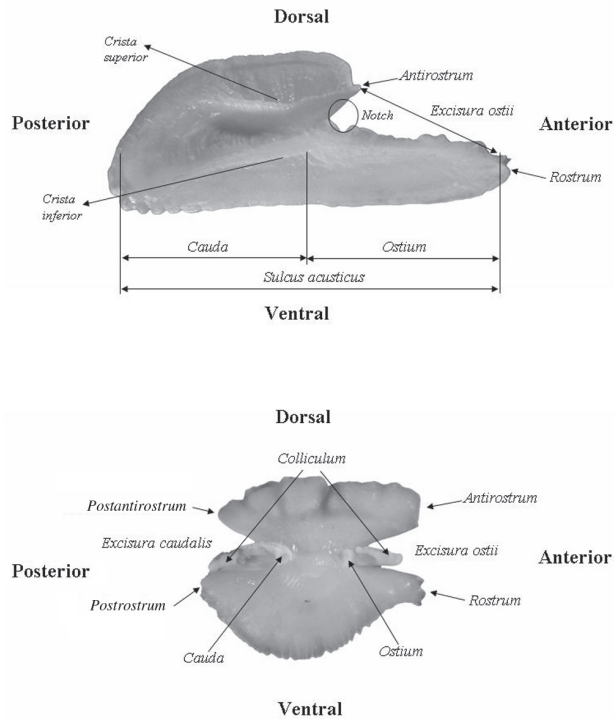 Dorsal
Crista
superior
Antirostrum
Excisura ostii
Notch
Posterior
Anterior
Rostrum
Crista
inferior
Cauda
Ostium
Sulcus acusticus
Ventral
Dorsal
Colliculum
Postantirostrum
Antirostrum
Excisura caudalis
Excisura ostii
Posterior
Anterior
Postrostrum
Rostrum
Cauda
Ostium
Ventral